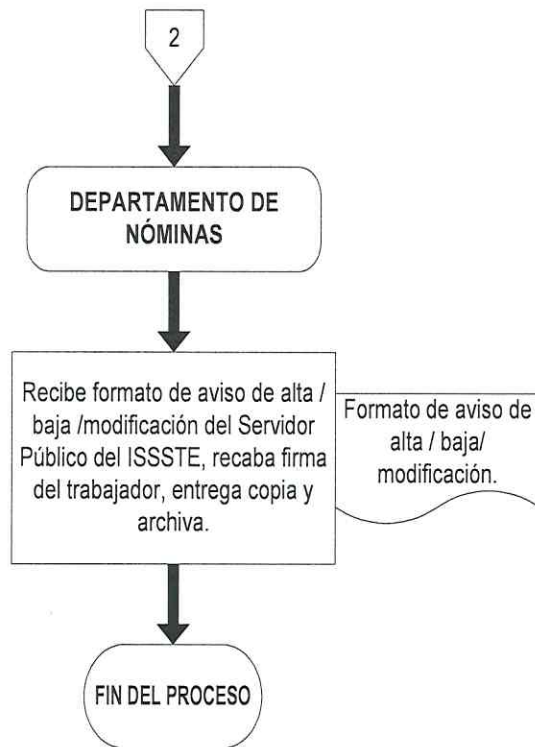 2
DEPARTAMENTO DE
NÓMINAS
Recibe formato de aviso de alta /
baja /modificación del Servidor
Público del ISSSTE, recaba firma
del trabajador, entrega copia y
archiva.
Formato de aviso de
alta / baja/
modificación.
FIN DEL PROCESO